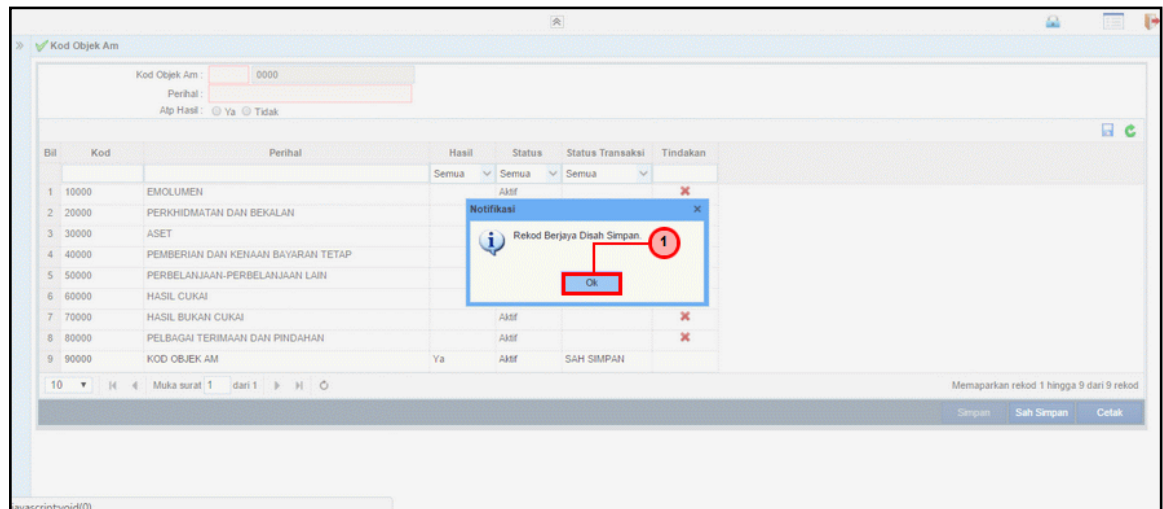 Kod Objek Am
Kod Objek Am : 0000
Perihal :
Atp Hasil : Ya Tidak
Bil Kod Perihal Hasil Status Status Transaksi Tindakan
Semua Semua Semua
1 10000 EMOLUMEN Aktif
2 20000 PERKHIDMATAN DAN BEKALAN
3 30000 ASET
4 40000 PEMBERIAN DAN KENAAN BAYARAN TETAP
5 50000 PERBELANJAAN-PERBELANJAAN LAIN
6 60000 HASIL CUKAI
7 70000 HASIL BUKAN CUKAI Aktif
8 80000 PELBAGAI TERIMAAN DAN PINDAHAN Aktif
9 90000 KOD OBJEK AM Ya Aktif SAH SIMPAN
Notifikasi
Rekod Berjaya Disah Simpan.
1
Ok
10 Muka surat 1 dari 1 Memaparkan rekod 1 hingga 9 dari 9 rekod
Simpan Sah Simpan Cetak
javascript:void(0)